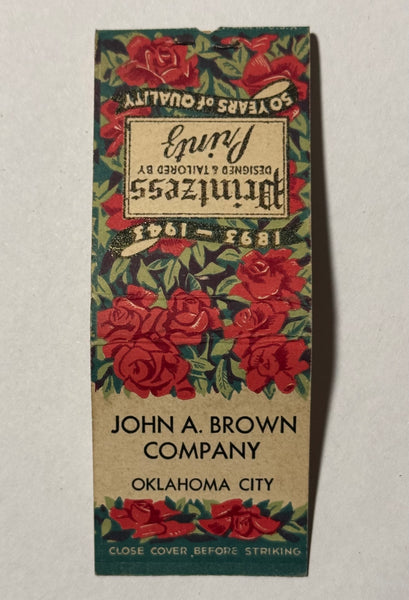 1893 — 1943
Printzess
DESIGNED & TAILORED BY
Printz
50 YEARS of QUALITY
JOHN A. BROWN
COMPANY
OKLAHOMA CITY
CLOSE COVER BEFORE STRIKING